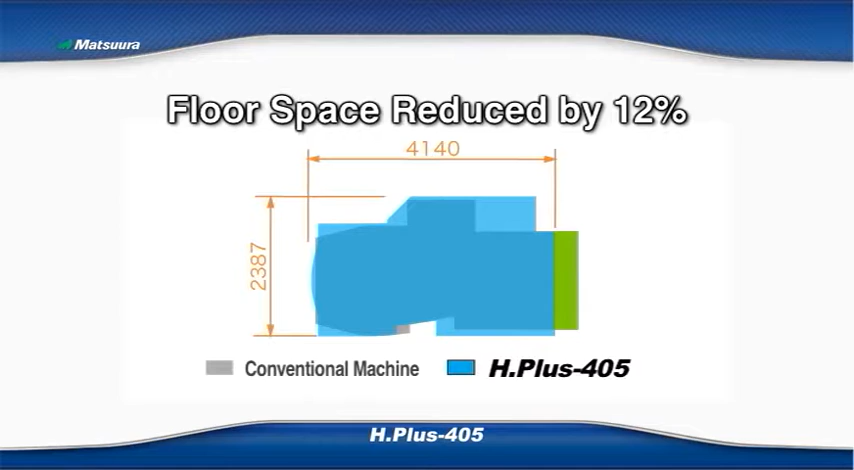 Matsuura
Floor Space Reduced by 12%
4140
2387
Conventional Machine
H.Plus-405
H.Plus-405